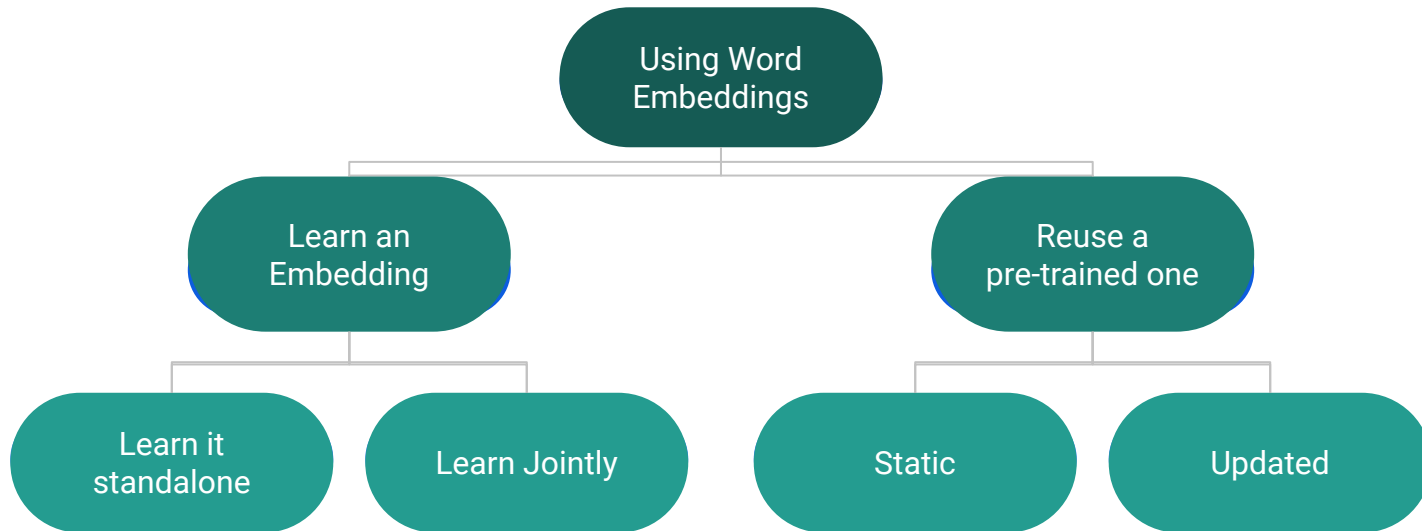 Using Word
Embeddings
Learn an
Embedding
Reuse a
pre-trained one
Learn it
standalone
Learn Jointly
Static
Updated